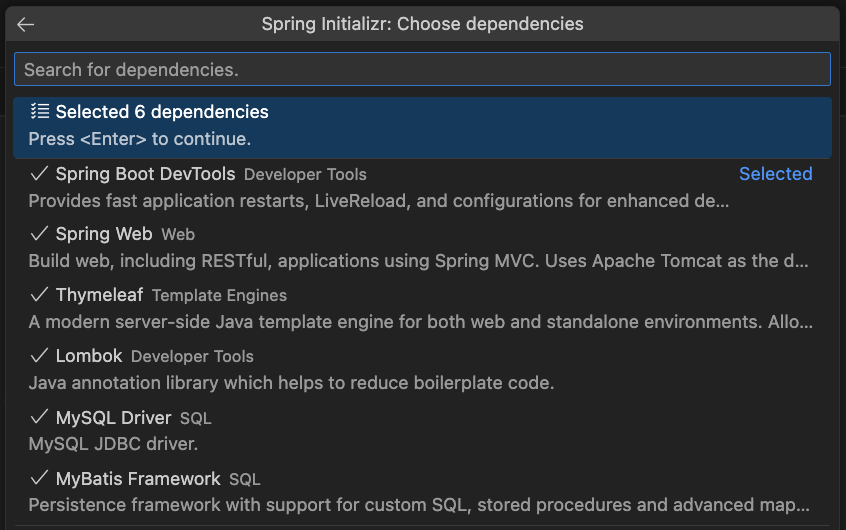 Spring Initializr: Choose dependencies
Search for dependencies.
Selected 6 dependencies
Press <Enter> to continue.
Spring Boot DevTools Developer Tools Selected
Provides fast application restarts, LiveReload, and configurations for enhanced de...
Spring Web Web
Build web, including RESTful, applications using Spring MVC. Uses Apache Tomcat as the d...
Thymeleaf Template Engines
A modern server-side Java template engine for both web and standalone environments. Allo...
Lombok Developer Tools
Java annotation library which helps to reduce boilerplate code.
MySQL Driver SQL
MySQL JDBC driver.
MyBatis Framework SQL
Persistence framework with support for custom SQL, stored procedures and advanced map...